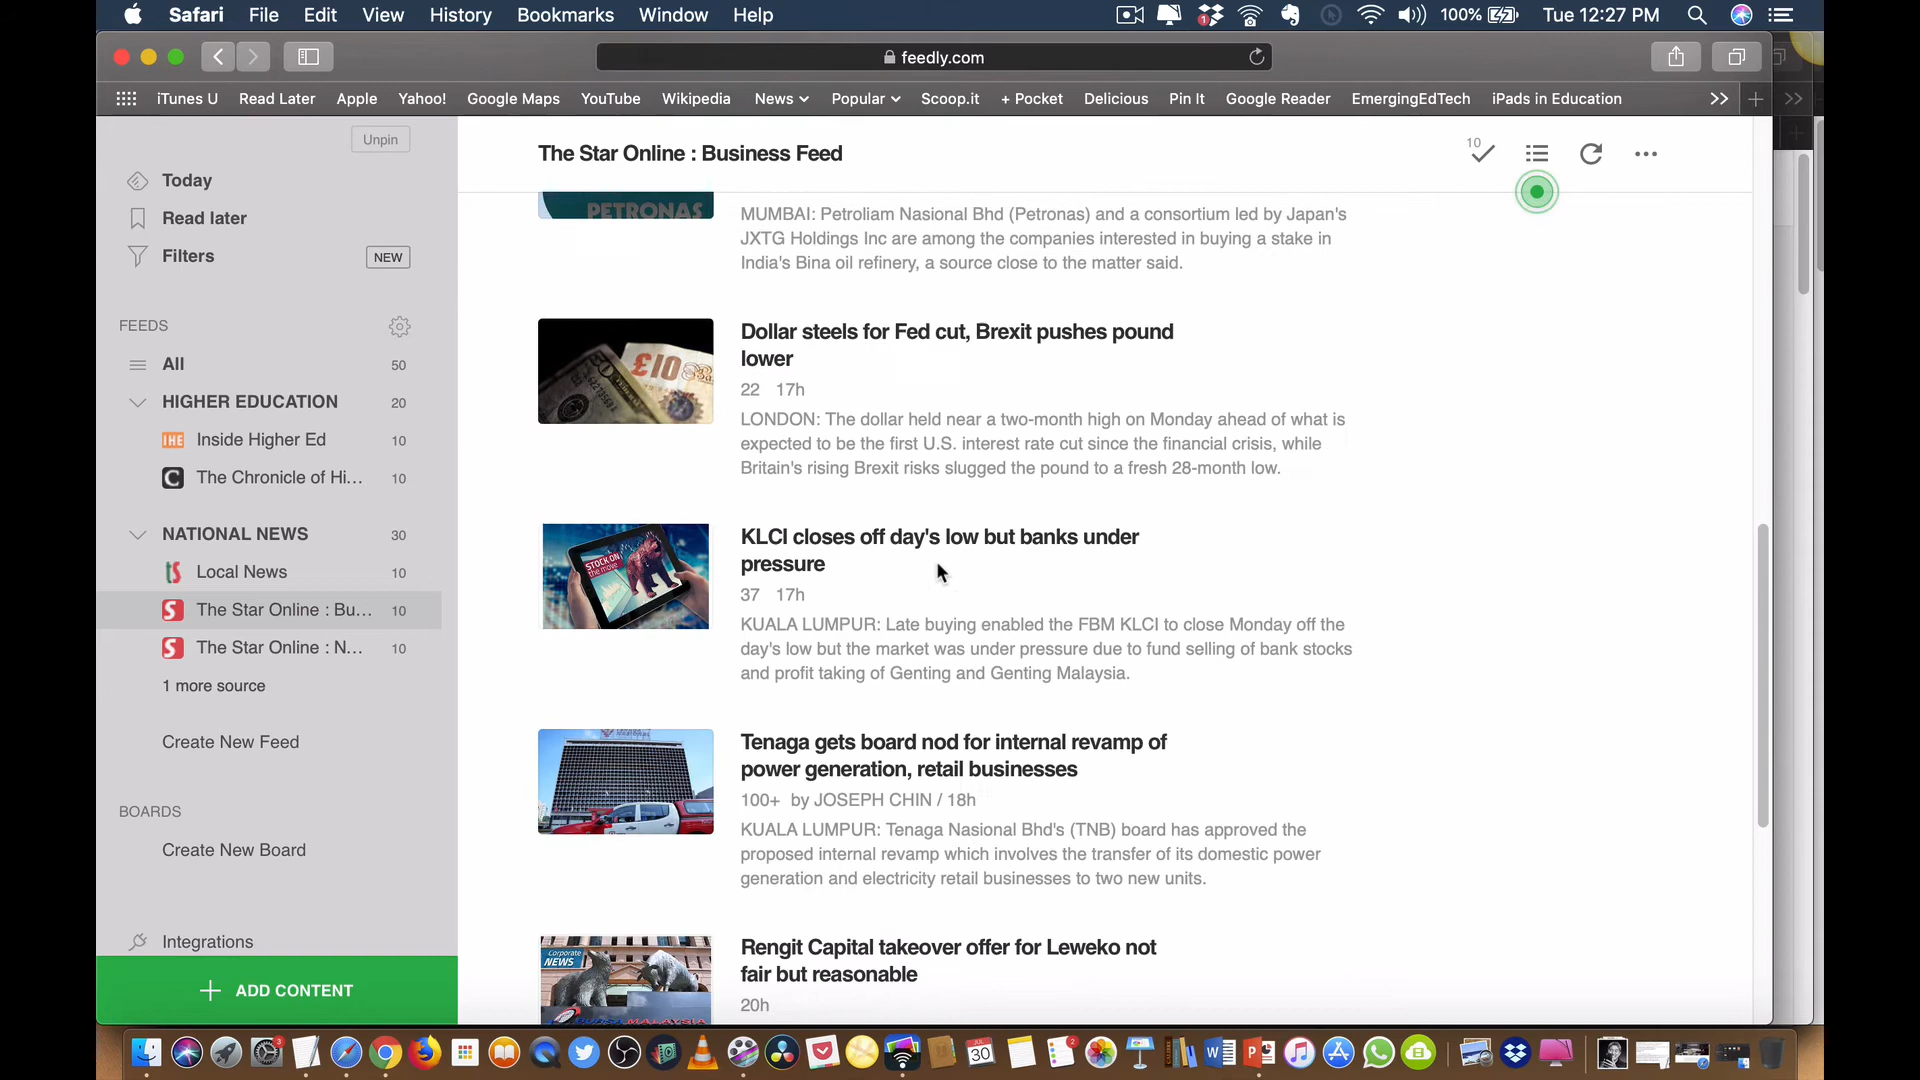 Safari File Edit View History Bookmarks Window Help 1 100% Tue 12:27 PM
feedly.com
iTunes U Read Later Apple Yahoo! Google Maps YouTube Wikipedia News Popular Scoop.it + Pocket Delicious Pin It Google Reader EmergingEdTech iPads in Education
Unpin
Today
Read later
Filters NEW
FEEDS
All 50
HIGHER EDUCATION 20
IHE Inside Higher Ed 10
C The Chronicle of Hi... 10
NATIONAL NEWS 30
ts Local News 10
S The Star Online : Bu... 10
S The Star Online : N... 10
1 more source
Create New Feed
BOARDS
Create New Board
Integrations
+ ADD CONTENT
The Star Online : Business Feed 10
PETRONAS
MUMBAI: Petroliam Nasional Bhd (Petronas) and a consortium led by Japan's
JXTG Holdings Inc are among the companies interested in buying a stake in
India's Bina oil refinery, a source close to the matter said.
£10
Dollar steels for Fed cut, Brexit pushes pound
lower
22 17h
LONDON: The dollar held near a two-month high on Monday ahead of what is
expected to be the first U.S. interest rate cut since the financial crisis, while
Britain's rising Brexit risks slugged the pound to a fresh 28-month low.
STOCK ON
the move
KLCI closes off day's low but banks under
pressure
37 17h
KUALA LUMPUR: Late buying enabled the FBM KLCI to close Monday off the
day's low but the market was under pressure due to fund selling of bank stocks
and profit taking of Genting and Genting Malaysia.
Tenaga gets board nod for internal revamp of
power generation, retail businesses
100+ by JOSEPH CHIN / 18h
KUALA LUMPUR: Tenaga Nasional Bhd's (TNB) board has approved the
proposed internal revamp which involves the transfer of its domestic power
generation and electricity retail businesses to two new units.
Corporate
NEWS
Rengit Capital takeover offer for Leweko not
fair but reasonable
20h
3 JUL 30 2